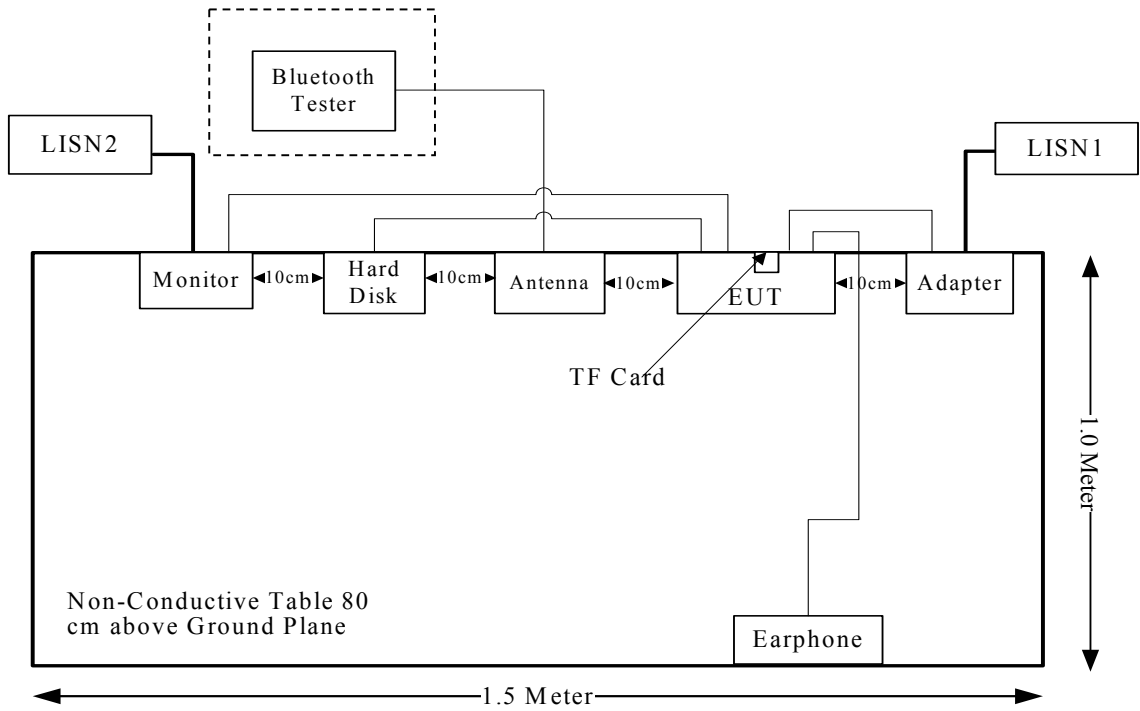 Bluetooth
Tester
LISN2
LISN1
Monitor
10cm
Hard
Disk
10cm
Antenna
10cm
EUT
10cm
Adapter
TF Card
1.0 Meter
Non-Conductive Table 80
cm above Ground Plane
Earphone
1.5 Meter